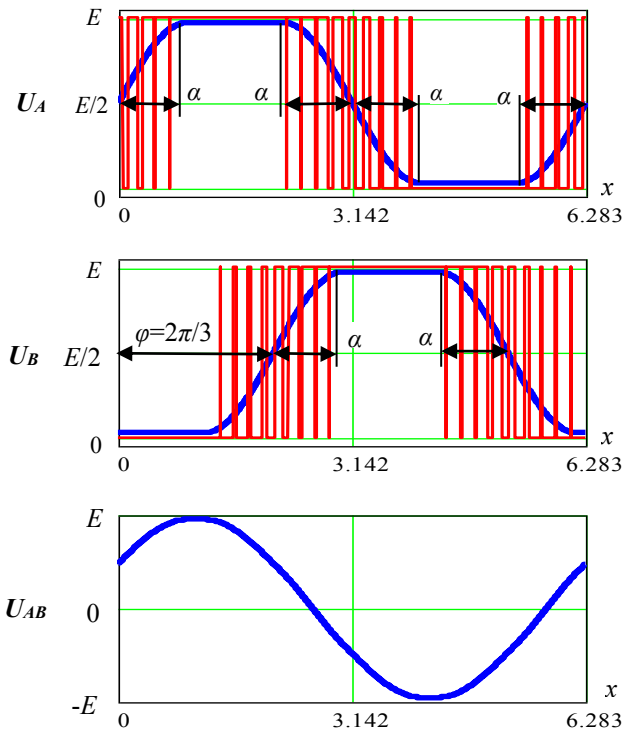 E
U_A E/2 α α α α
0 x
0 3.142 6.283
E
φ=2π/3
U_B E/2 α α
0 x
0 3.142 6.283
E
U_AB 0
-E x
0 3.142 6.283